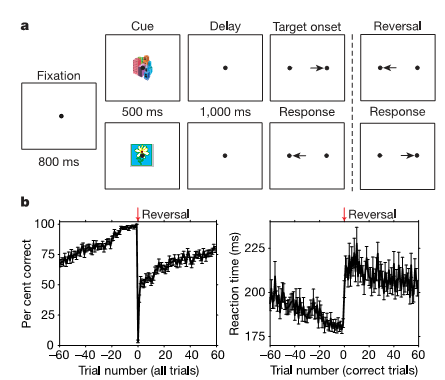 a
Cue Delay Target onset Reversal
Fixation
500 ms 1,000 ms Response Response
800 ms
b
Reversal Reversal
Per cent correct
100
75
50
25
0
−60 −40 −20 0 20 40 60
Trial number (all trials)
Reaction time (ms)
225
200
175
−60 −40 −20 0 20 40 60
Trial number (correct trials)